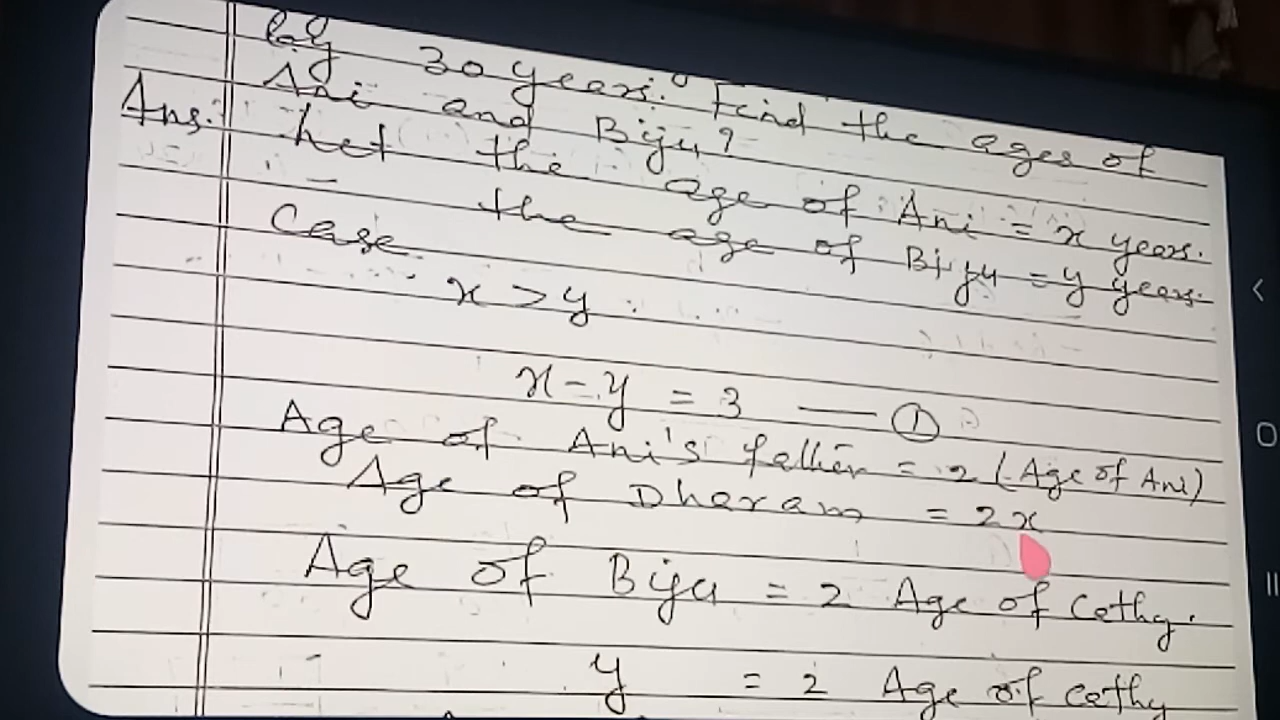 by 30 years. Find the ages of
Ani and Biju?
Ans. Let the age of Ani = x years.
- the age of Biju = y years.
Case
x > y
x - y = 3 — ①
Age of Ani's father = 2 (Age of Ani)
Age of Dharam = 2x
Age of Biju = 2 Age of Cathy.
y = 2 Age of Cathy